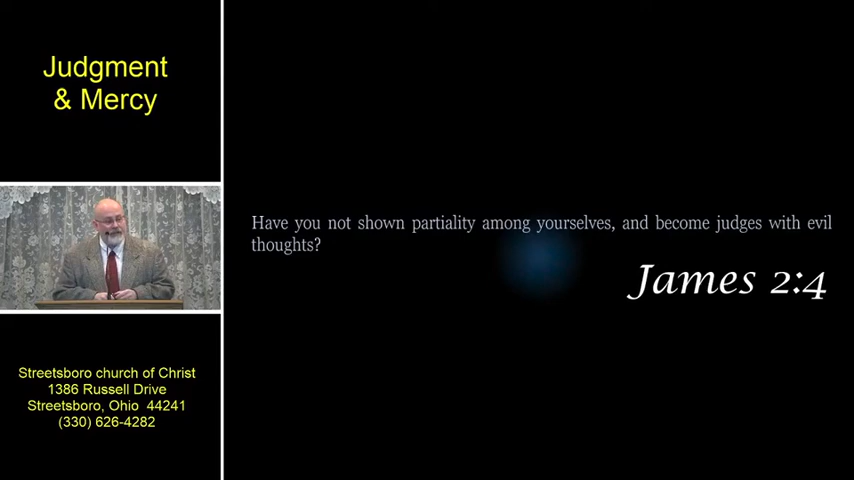 Judgment
& Mercy
Have you not shown partiality among yourselves, and become judges with evil
thoughts?
James 2:4
Streetsboro church of Christ
1386 Russell Drive
Streetsboro, Ohio 44241
(330) 626-4282